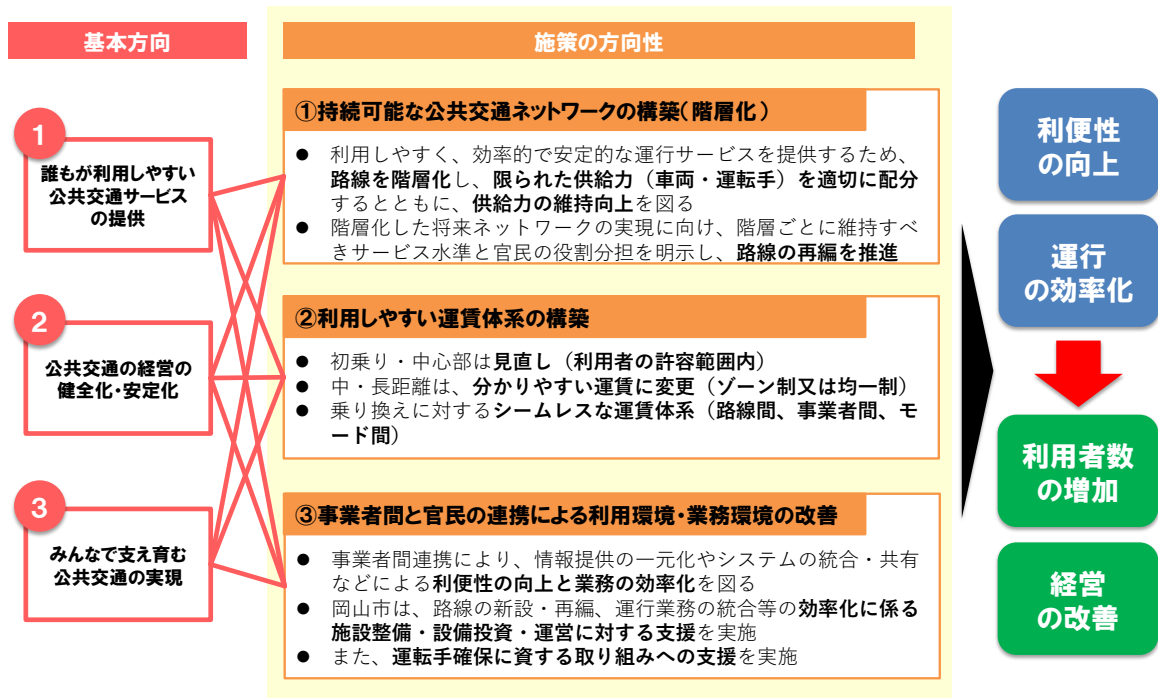 基本方向
施策の方向性
1
誰もが利用しやすい
公共交通サービス
の提供
2
公共交通の経営の
健全化・安定化
3
みんなで支え育む
公共交通の実現
①持続可能な公共交通ネットワークの構築(階層化)
● 利用しやすく、効率的で安定的な運行サービスを提供するため、
路線を階層化し、限られた供給力（車両・運転手）を適切に配分
するとともに、供給力の維持向上を図る
● 階層化した将来ネットワークの実現に向け、階層ごとに維持すべ
きサービス水準と官民の役割分担を明示し、路線の再編を推進
②利用しやすい運賃体系の構築
● 初乗り・中心部は見直し（利用者の許容範囲内）
● 中・長距離は、分かりやすい運賃に変更（ゾーン制又は均一制）
● 乗り換えに対するシームレスな運賃体系（路線間、事業者間、モ
ード間）
③事業者間と官民の連携による利用環境・業務環境の改善
● 事業者間連携により、情報提供の一元化やシステムの統合・共有
などによる利便性の向上と業務の効率化を図る
● 岡山市は、路線の新設・再編、運行業務の統合等の効率化に係る
施設整備・設備投資・運営に対する支援を実施
● また、運転手確保に資する取り組みへの支援を実施
利便性
の向上
運行
の効率化
利用者数
の増加
経営
の改善